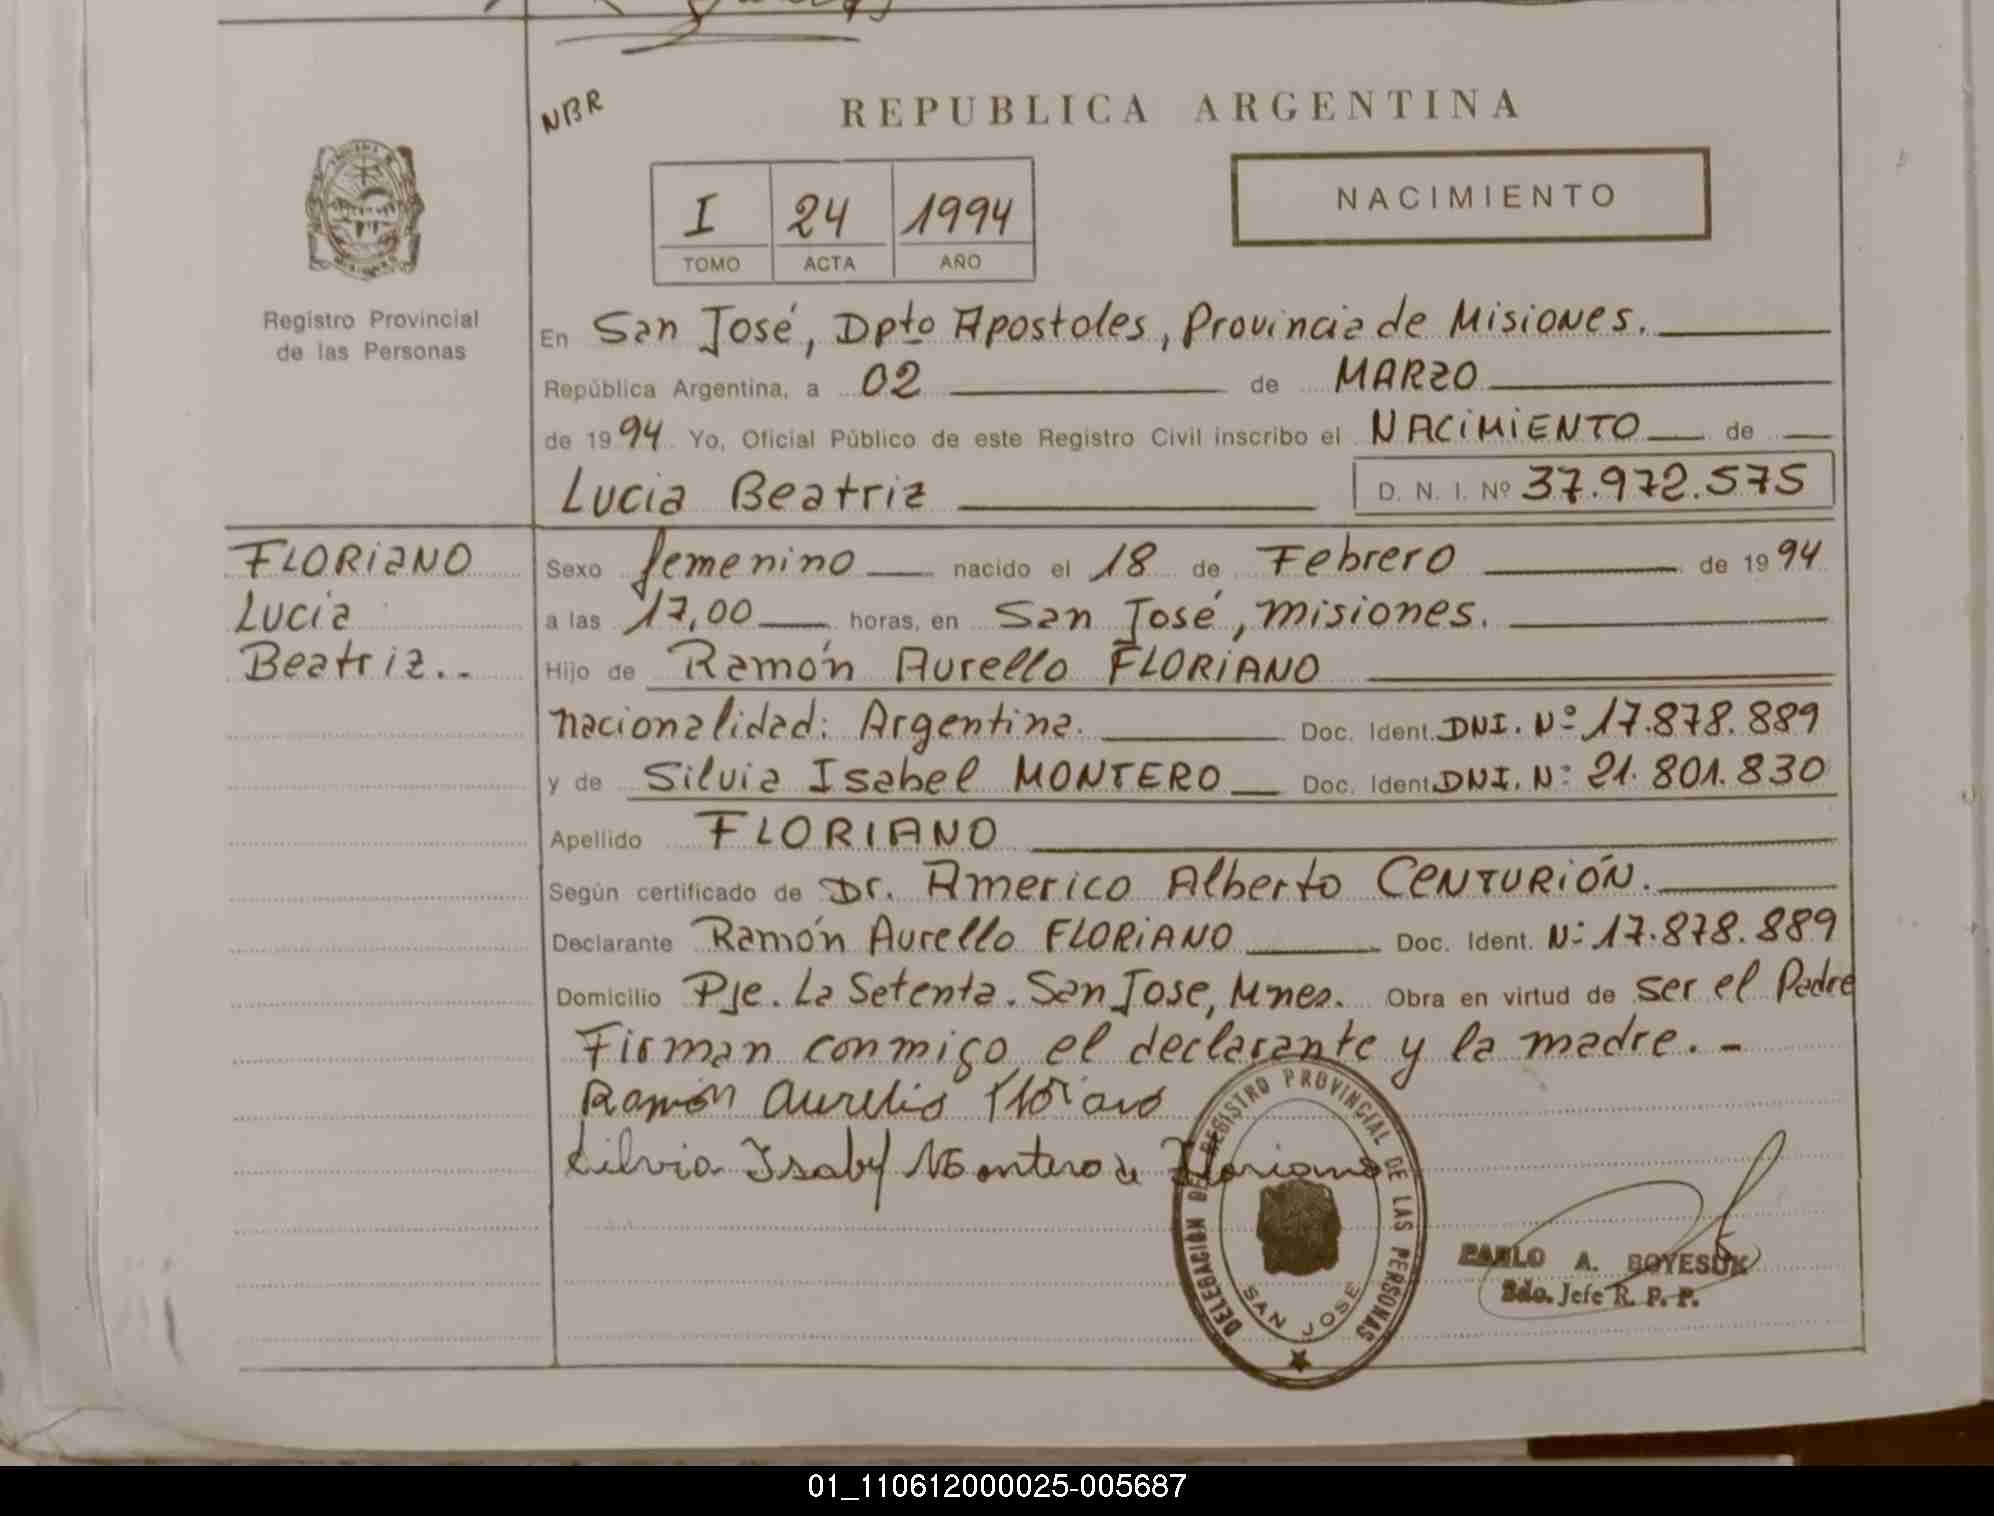 NBR
REPUBLICA ARGENTINA
NACIMIENTO
I 24 1994
TOMO ACTA AÑO
Registro Provincial
de las Personas
En San José, Dpto Apostoles, Provincia de Misiones.
República Argentina, a 02 de MARZO
de 1994 Yo, Oficial Público de este Registro Civil inscribo el NACIMIENTO de
Lucia Beatriz D. N. I. Nº 37.972.575
FLORIANO
Lucia
Beatriz.-
Sexo femenino nacido el 18 de Febrero de 1994
a las 17,00 horas, en San José, misiones.
Hijo de Ramón Aurello FLORIANO
nacionalidad: Argentina. Doc. Ident. DNI. Nº 17.878.889
y de Silvia Isabel MONTERO Doc. Ident. DNI. Nº 21.801.830
Apellido FLORIANO
Según certificado de Dr. Americo Alberto CENTURIÓN.
Declarante Ramón Aurello FLORIANO Doc. Ident. Nº 17.878.889
Domicilio Pje. La Setenta. San Jose, Mnes. Obra en virtud de ser el Padre
Firman conmigo el declarante y la madre.-
Ramón Aurelio Floriano
Silvia Isabel Montero de Floriano
DELEGACIÓN DEL REGISTRO PROVINCIAL DE LAS PERSONAS
SAN JOSE
PABLO A. BOYESUK
Sdo. Jefe R. P. P.
01_110612000025-005687